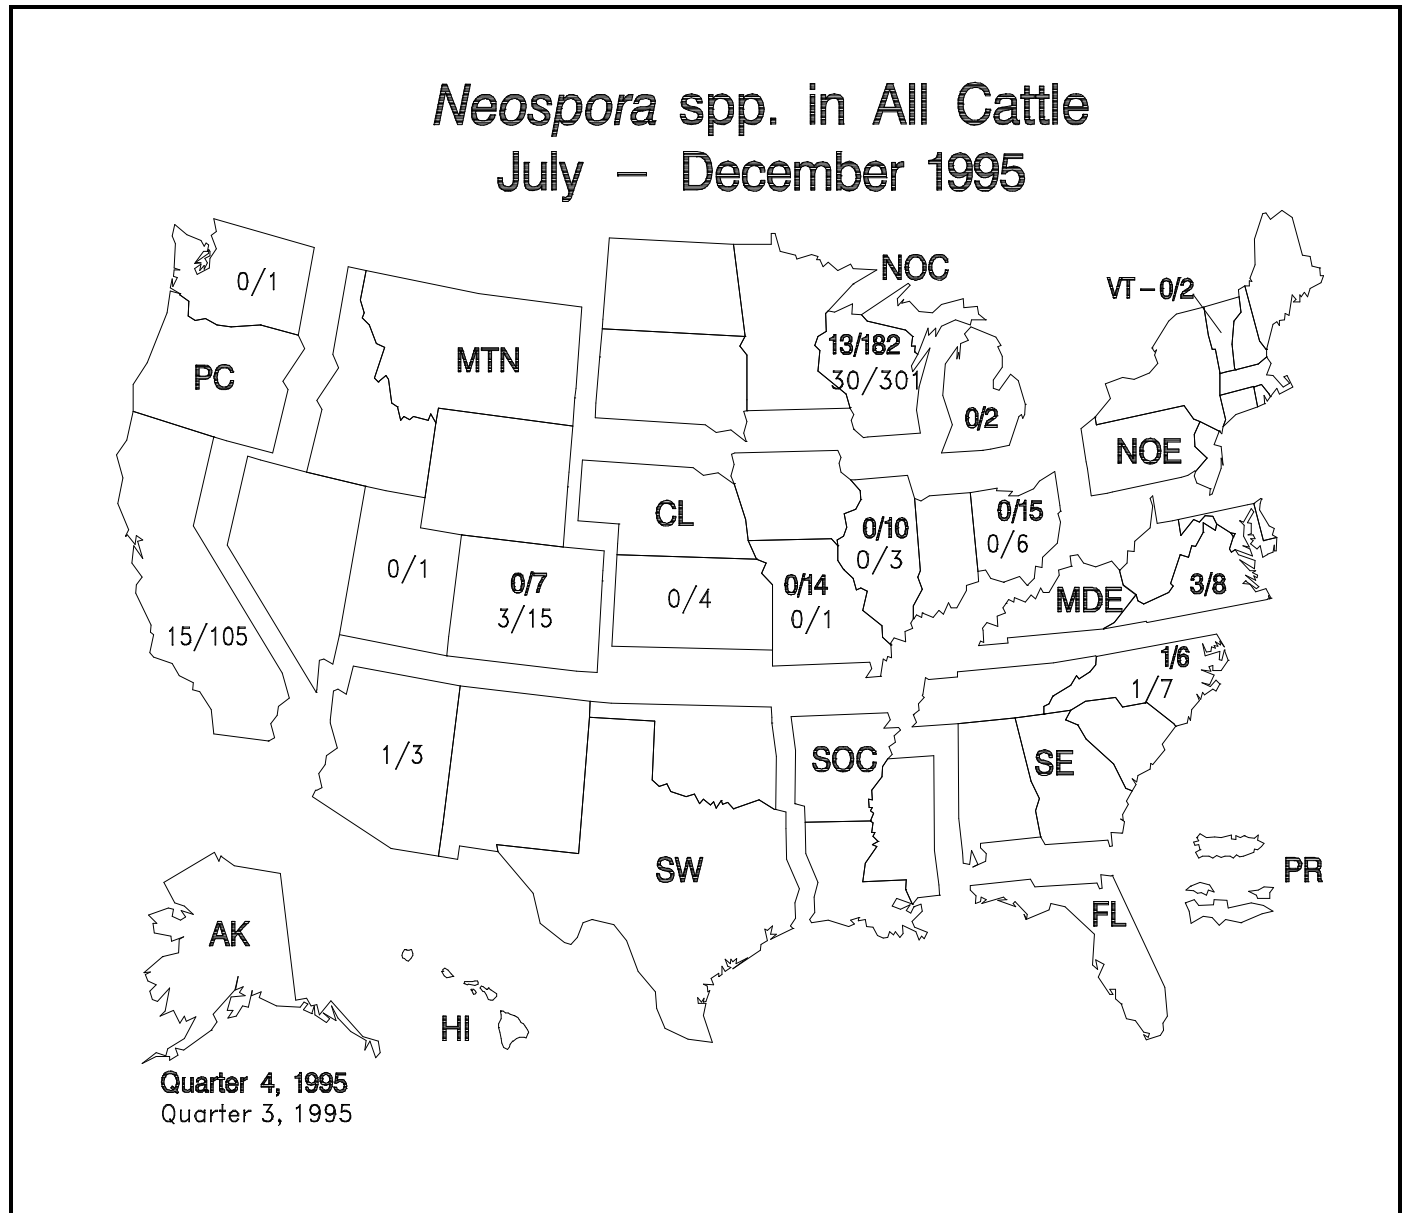 Neospora spp. in All Cattle
July – December 1995
NOC
0/1
VT – 0/2
13/182
30/301
MTN
PC
0/2
NOE
CL
0/10
0/3
0/15
0/6
0/1
0/7
3/15
0/4
0/14
0/1
MDE
3/8
15/105
1/6
1/7
1/3
SOC
SE
SW
PR
FL
AK
HI
Quarter 4, 1995
Quarter 3, 1995